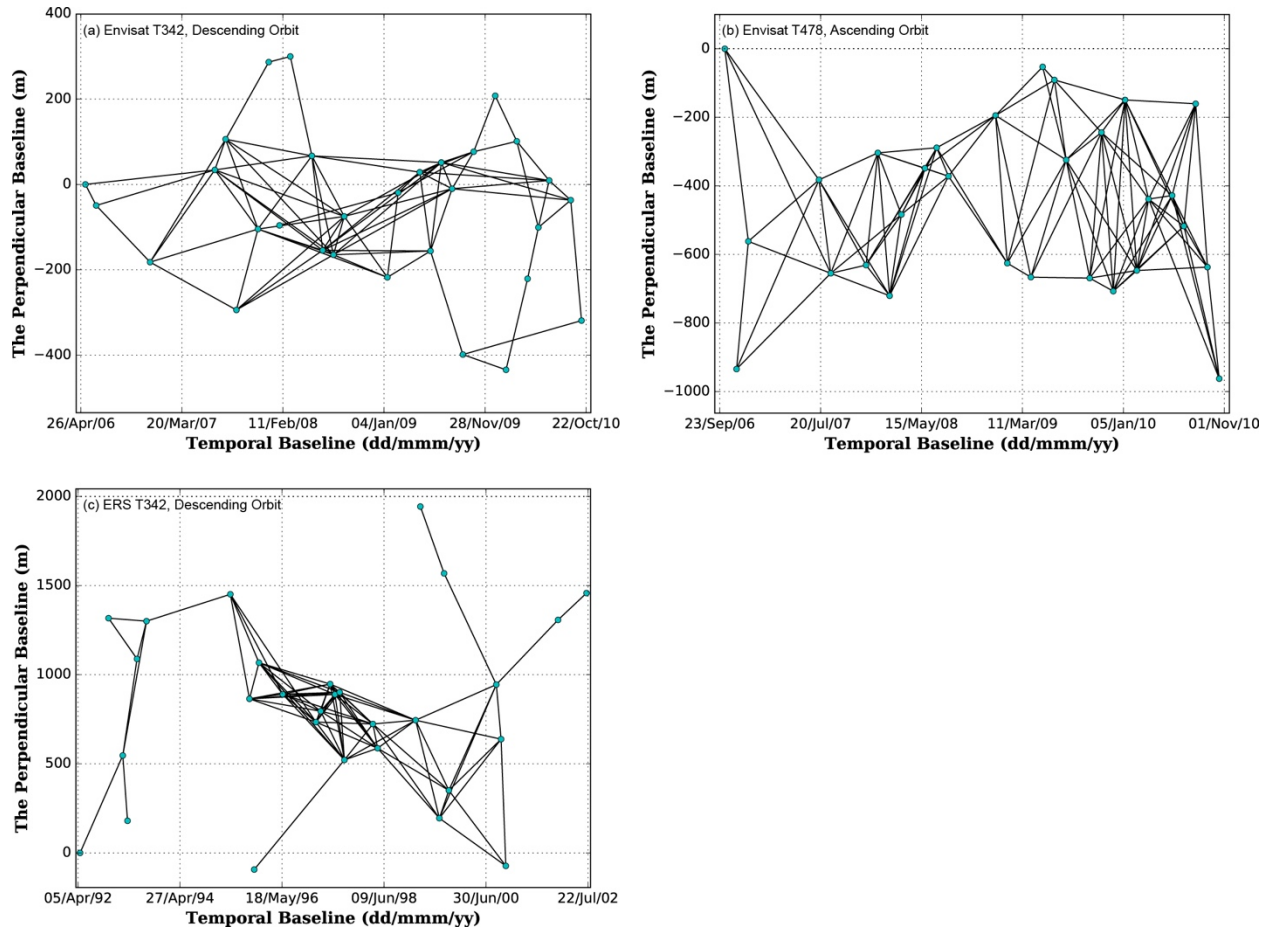 (a) Envisat T342, Descending Orbit
The Perpendicular Baseline (m)
400
200
0
−200
−400
26/Apr/06 20/Mar/07 11/Feb/08 04/Jan/09 28/Nov/09 22/Oct/10
Temporal Baseline (dd/mmm/yy)
(b) Envisat T478, Ascending Orbit
The Perpendicular Baseline (m)
0
−200
−400
−600
−800
−1000
23/Sep/06 20/Jul/07 15/May/08 11/Mar/09 05/Jan/10 01/Nov/10
Temporal Baseline (dd/mmm/yy)
(c) ERS T342, Descending Orbit
The Perpendicular Baseline (m)
2000
1500
1000
500
0
05/Apr/92 27/Apr/94 18/May/96 09/Jun/98 30/Jun/00 22/Jul/02
Temporal Baseline (dd/mmm/yy)